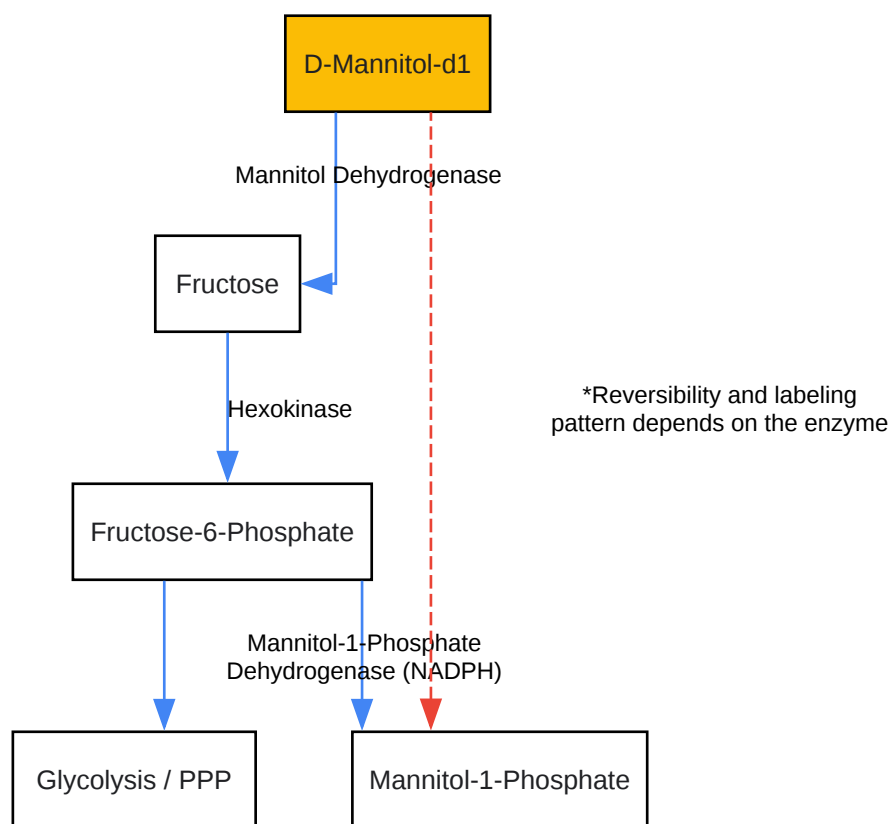 D-Mannitol-d1
Mannitol Dehydrogenase
Fructose
Hexokinase
*Reversibility and labeling
pattern depends on the enzyme
Fructose-6-Phosphate
Mannitol-1-Phosphate
Dehydrogenase (NADPH)
Glycolysis / PPP
Mannitol-1-Phosphate